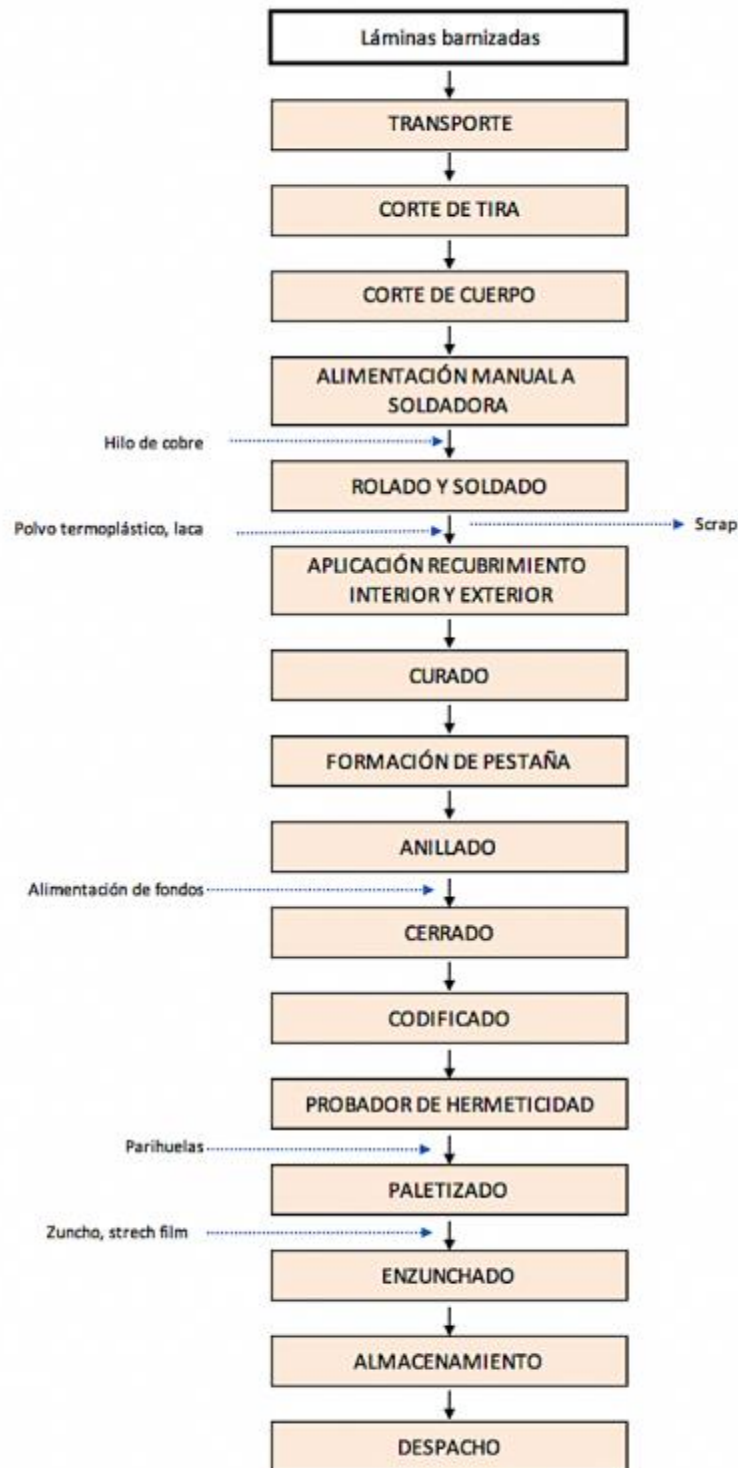 Láminas barnizadas
TRANSPORTE
CORTE DE TIRA
CORTE DE CUERPO
ALIMENTACIÓN MANUAL A
SOLDADORA
Hilo de cobre
ROLADO Y SOLDADO
Polvo termoplástico, laca
Scrap
APLICACIÓN RECUBRIMIENTO
INTERIOR Y EXTERIOR
CURADO
FORMACIÓN DE PESTAÑA
ANILLADO
Alimentación de fondos
CERRADO
CODIFICADO
PROBADOR DE HERMETICIDAD
Parihuelas
PALETIZADO
Zuncho, strech film
ENZUNCHADO
ALMACENAMIENTO
DESPACHO